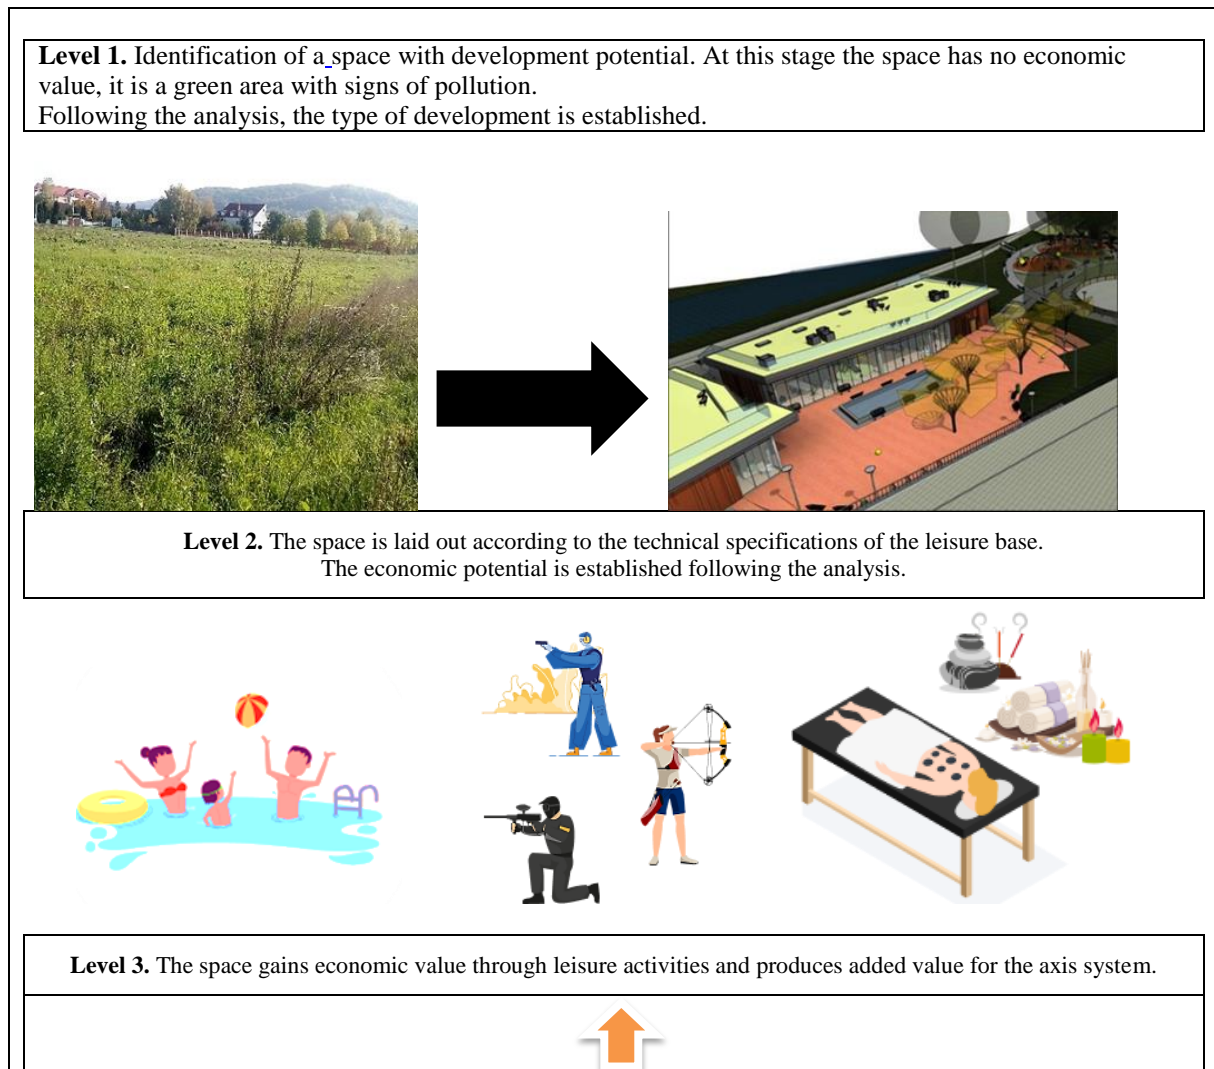 Level 1. Identification of a space with development potential. At this stage the space has no economic
value, it is a green area with signs of pollution.
Following the analysis, the type of development is established.
Level 2. The space is laid out according to the technical specifications of the leisure base.
The economic potential is established following the analysis.
Level 3. The space gains economic value through leisure activities and produces added value for the axis system.